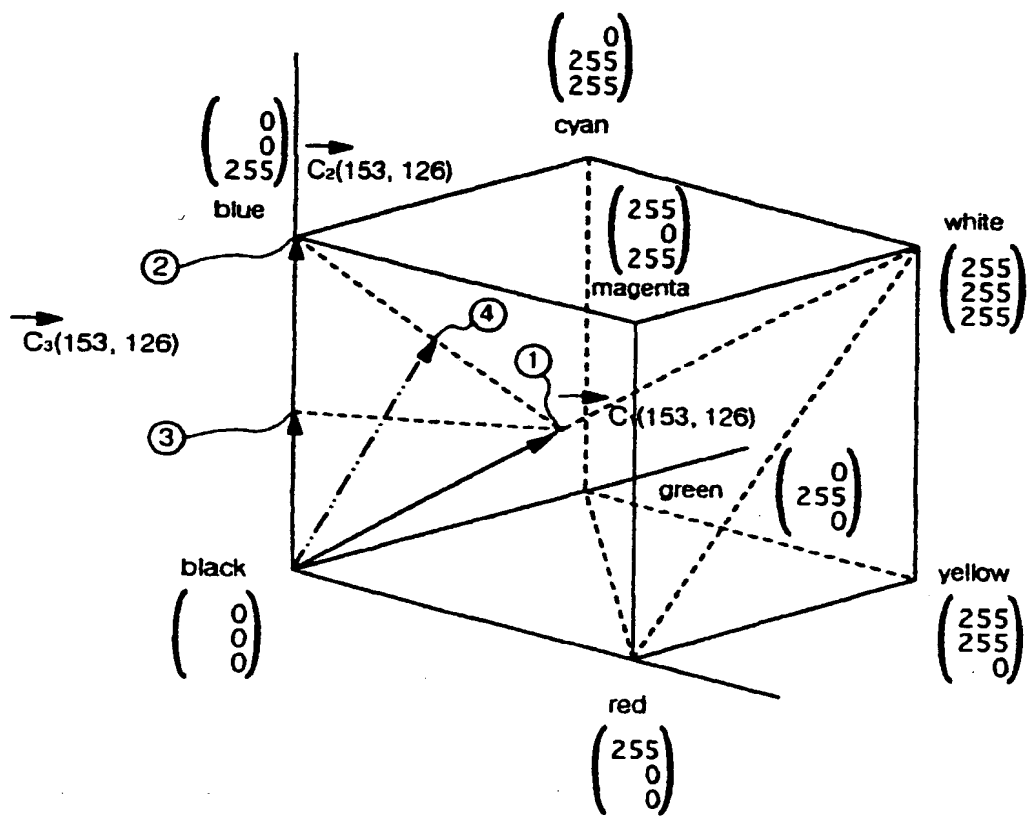 0
255
255
cyan
0
0
255
blue
C₂(153, 126)
255
0
255
magenta
white
255
255
255
②
④
C₃(153, 126)
①
C₁(153, 126)
③
green
0
255
0
black
0
0
0
yellow
255
255
0
red
255
0
0